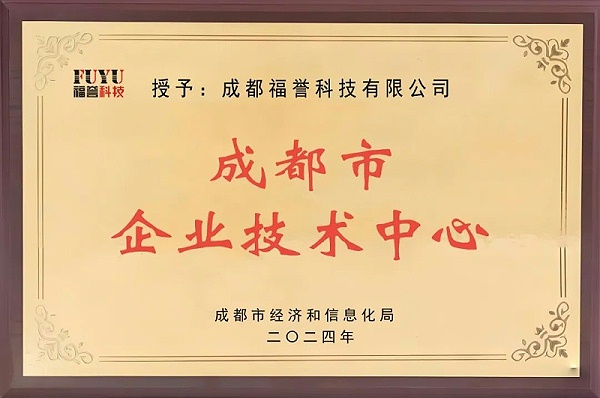 FUYU
福誉科技
授予：成都福誉科技有限公司
成都市
企业技术中心
成都市经济和信息化局
二〇二四年